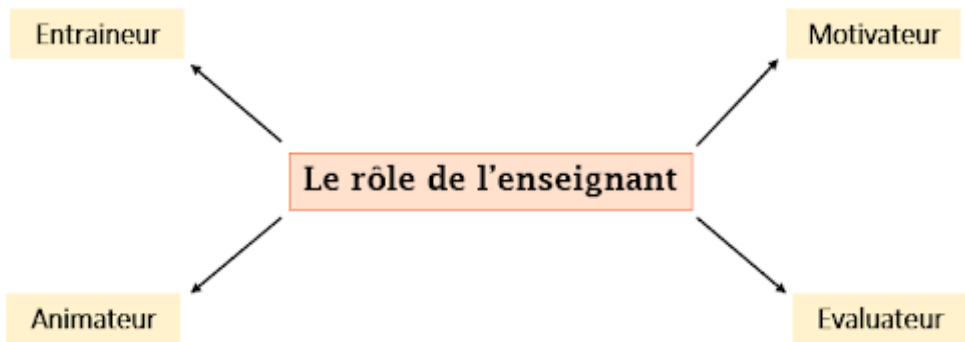 Entraineur
Motivateur
Le rôle de l'enseignant
Animateur
Evaluateur